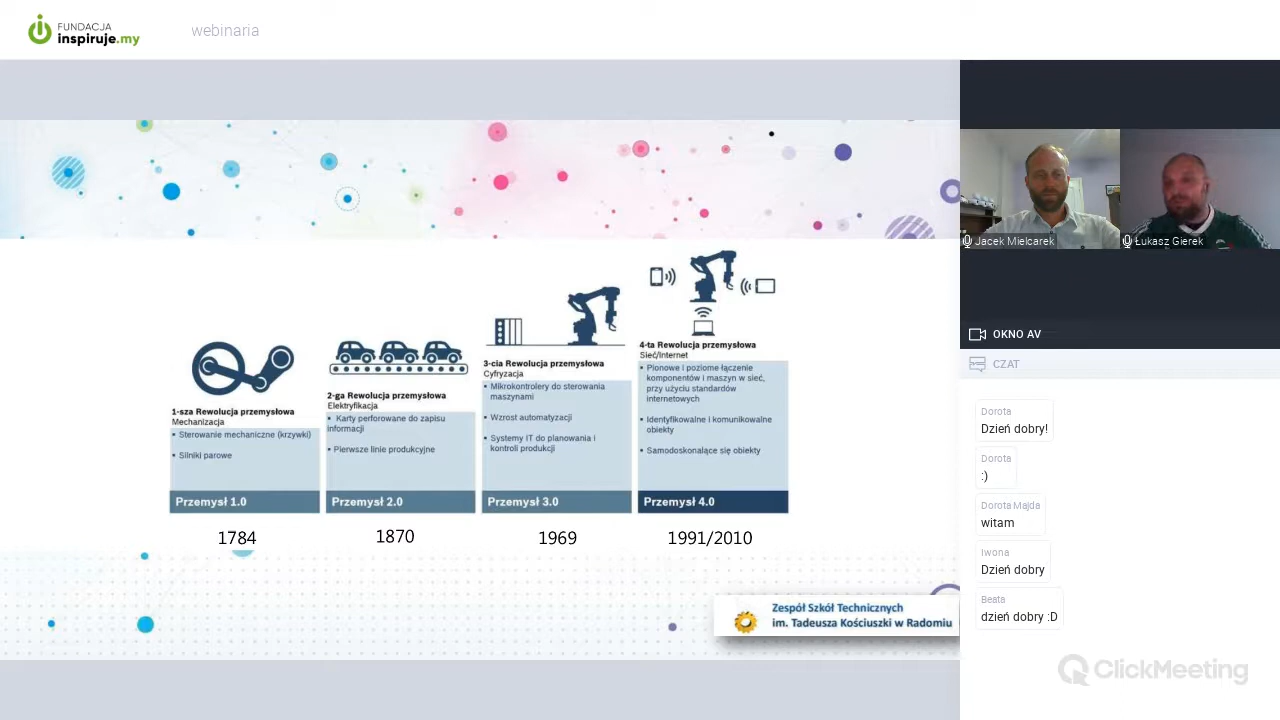 FUNDACJA
inspiruje.my
webinaria
4-ta Rewolucja przemysłowa
Sieć/Internet
• Pionowe i poziome łączenie
komponentów i maszyn w sieć,
przy użyciu standardów
internetowych
• Identyfikowalne i komunikowalne
obiekty
• Samodoskonalące się obiekty
Przemysł 4.0
1991/2010
3-cia Rewolucja przemysłowa
Cyfryzacja
• Mikrokontrolery do sterowania
maszynami
• Wzrost automatyzacji
• Systemy IT do planowania i
kontroli produkcji
Przemysł 3.0
1969
2-ga Rewolucja przemysłowa
Elektryfikacja
• Karty perforowane do zapisu
informacji
• Pierwsze linie produkcyjne
Przemysł 2.0
1870
1-sza Rewolucja przemysłowa
Mechanizacja
• Sterowanie mechaniczne (krzywki)
• Silniki parowe
Przemysł 1.0
1784
Zespół Szkół Technicznych
im. Tadeusza Kościuszki w Radomiu
Jacek Mielcarek
Łukasz Gierek
OKNO AV
CZAT
Dorota
Dzień dobry!
Dorota
:)
Dorota Majda
witam
Iwona
Dzień dobry
Beata
dzień dobry :D
ClickMeeting